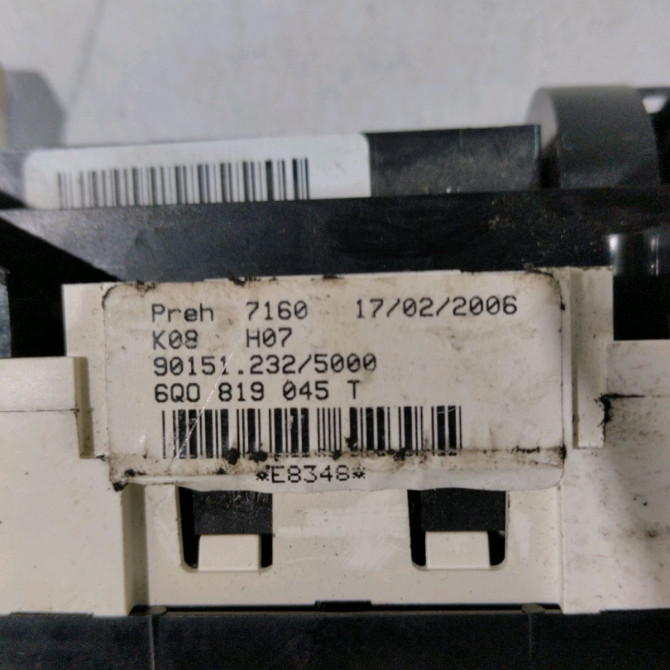 Preh 7160 17/02/2006
K08 H07
90151.232/5000
6Q0 819 045 T
*E8348*